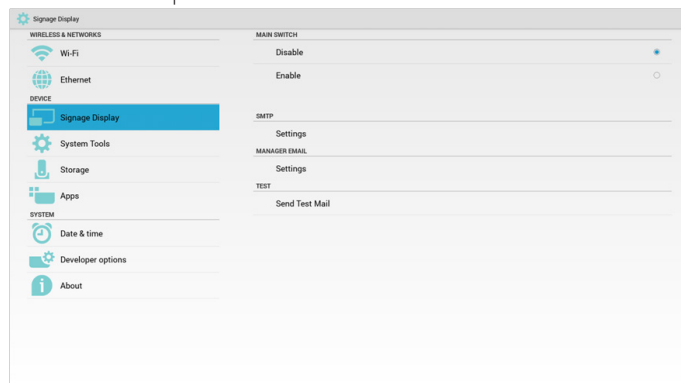 Signage Display
WIRELESS & NETWORKS
Wi-Fi
Ethernet
DEVICE
Signage Display
System Tools
Storage
Apps
SYSTEM
Date & time
Developer options
About
MAIN SWITCH
Disable
Enable
SMTP
Settings
MANAGER EMAIL
Settings
TEST
Send Test Mail